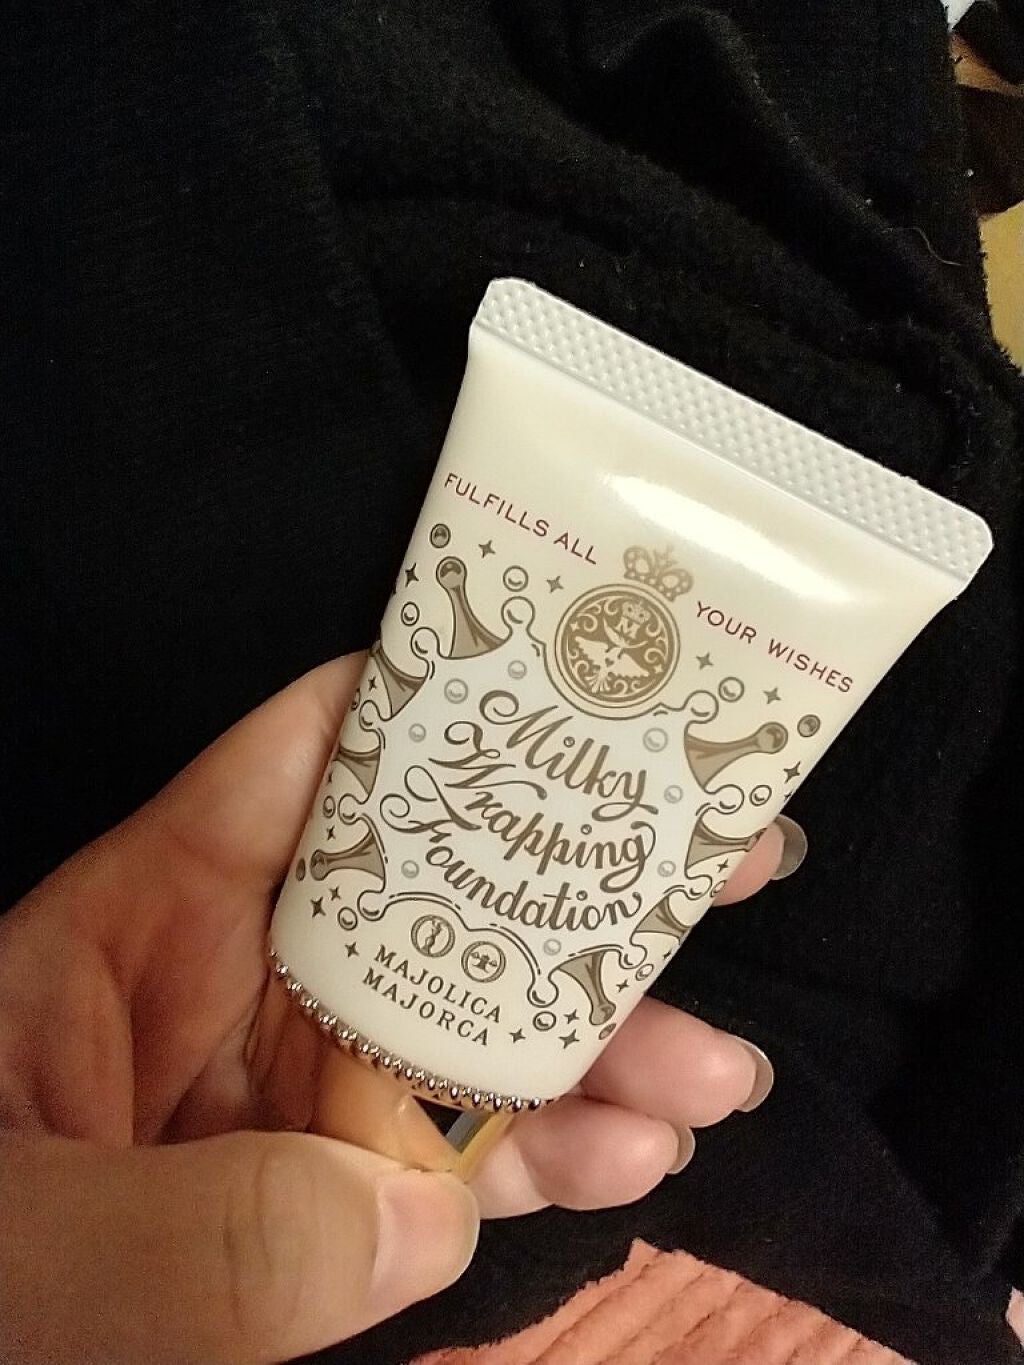 FULFILLS ALL YOUR WISHES
M
Milky
Wrapping
Foundation
MAJOLICA
MAJORCA